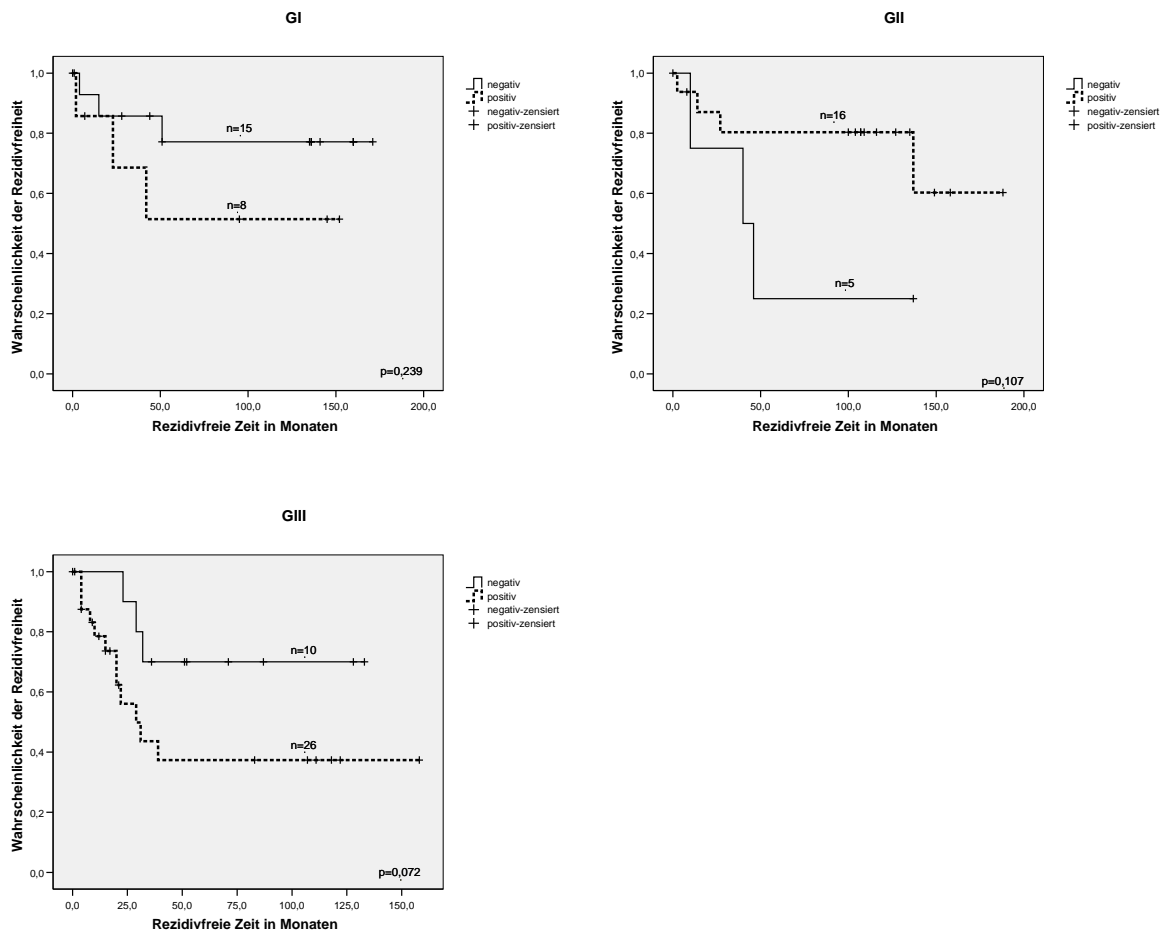 GI
Wahrscheinlichkeit der Rezidivfreiheit
1,0
0,8
0,6
0,4
0,2
0,0
n=15
n=8
p=0,239
0,0 50,0 100,0 150,0 200,0
Rezidivfreie Zeit in Monaten
negativ
positiv
negativ-zensiert
positiv-zensiert
GII
Wahrscheinlichkeit der Rezidivfreiheit
1,0
0,8
0,6
0,4
0,2
0,0
n=16
n=5
p=0,107
0,0 50,0 100,0 150,0 200,0
Rezidivfreie Zeit in Monaten
negativ
positiv
negativ-zensiert
positiv-zensiert
GIII
Wahrscheinlichkeit der Rezidivfreiheit
1,0
0,8
0,6
0,4
0,2
0,0
n=10
n=26
p=0,072
0,0 25,0 50,0 75,0 100,0 125,0 150,0
Rezidivfreie Zeit in Monaten
negativ
positiv
negativ-zensiert
positiv-zensiert